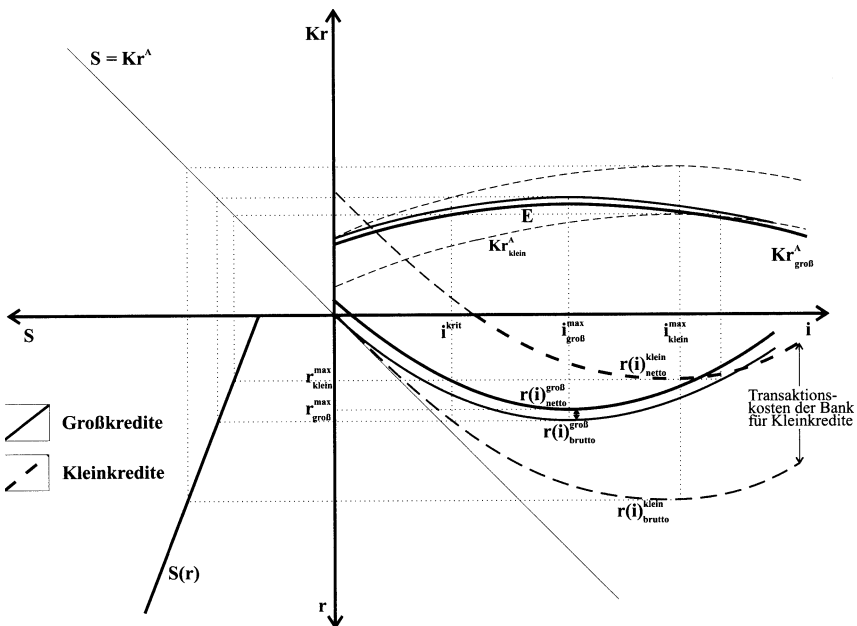 Kr
S = Kr^A
E
Kr^A_klein
Kr^A_groß
S
i^krit
i^max_groß
i^max_klein
i
r^max_klein
r(i)^klein_netto
r(i)^groß_netto
r^max_groß
r(i)^groß_brutto
Transaktions-
kosten der Bank
für Kleinkredite
Großkredite
Kleinkredite
r(i)^klein_brutto
S(r)
r